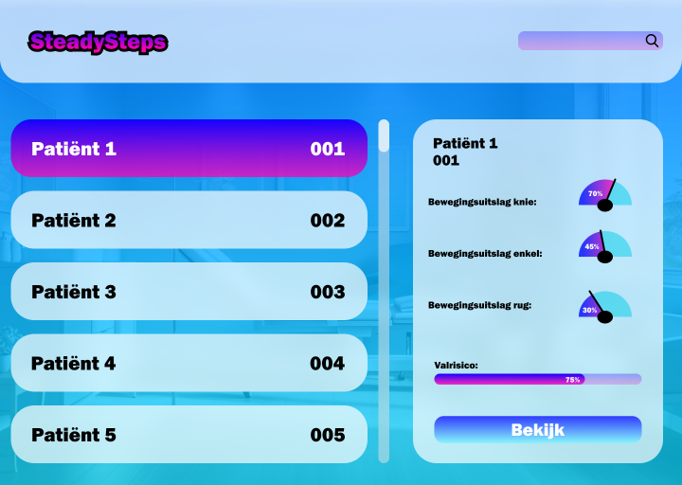 SteadySteps
Patiënt 1 001
Patiënt 2 002
Patiënt 3 003
Patiënt 4 004
Patiënt 5 005
Patiënt 1
001
Bewegingsuitslag knie: 70%
Bewegingsuitslag enkel: 45%
Bewegingsuitslag rug: 30%
Valrisico:
75%
Bekijk